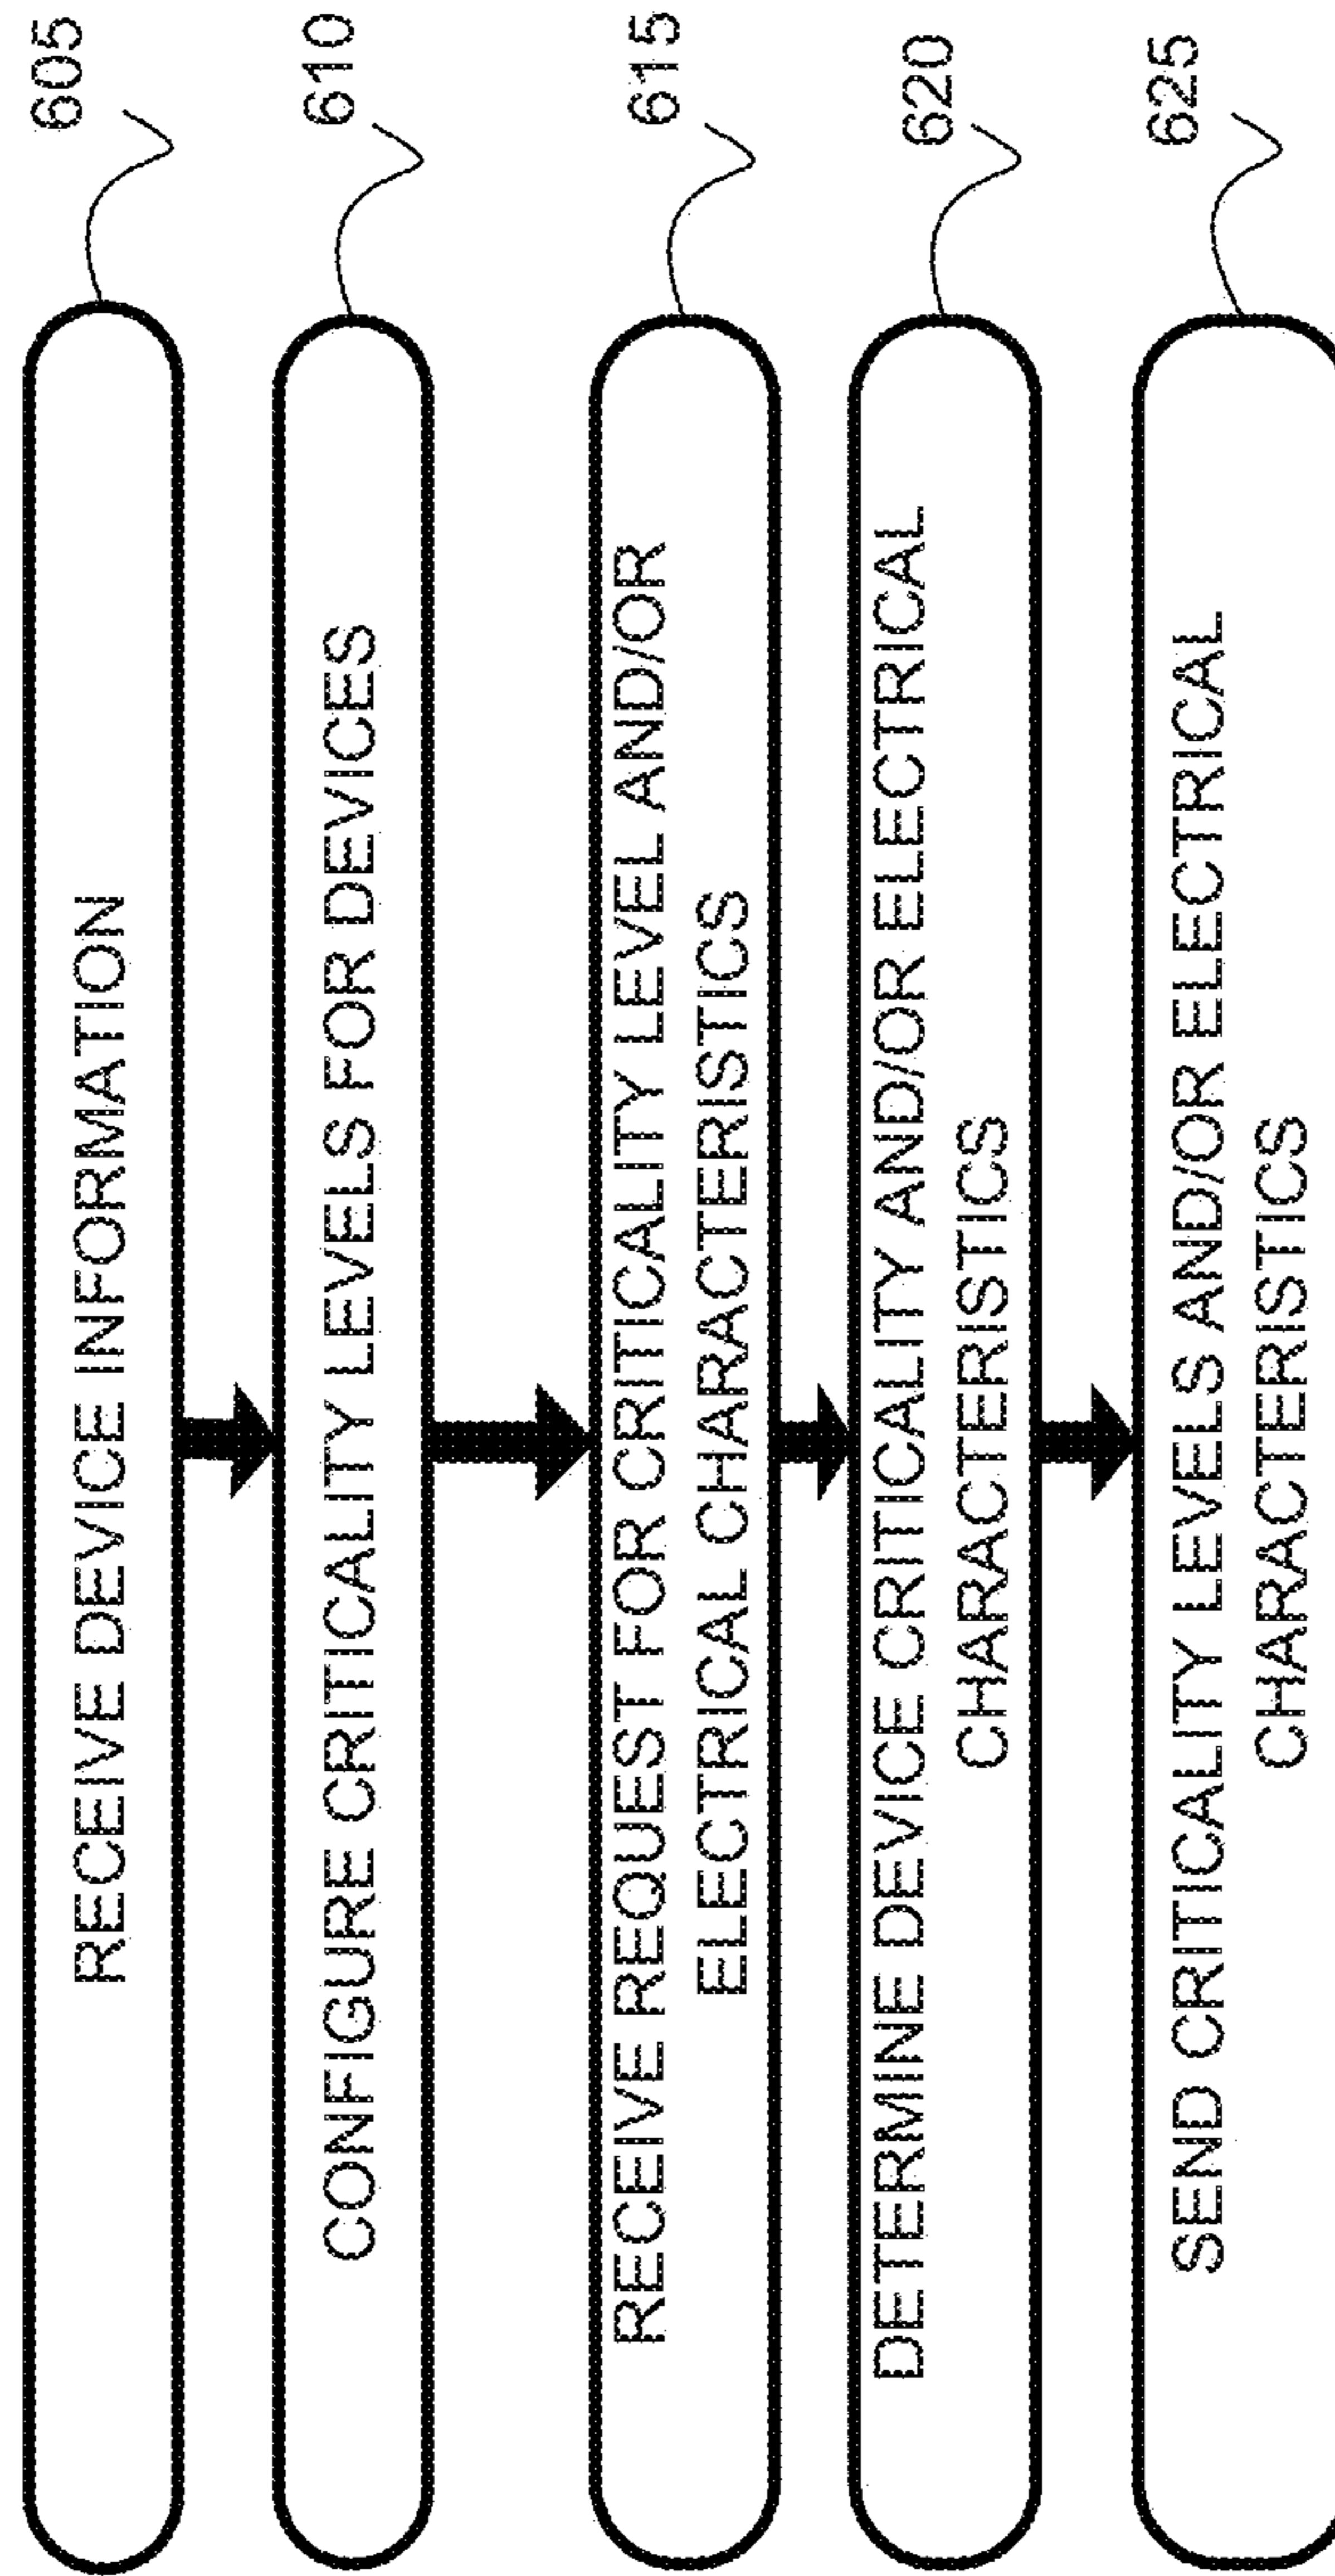 RECEIVE DEVICE INFORMATION
605
CONFIGURE CRITICALITY LEVELS FOR DEVICES
610
RECEIVE REQUEST FOR CRITICALITY LEVEL AND/OR
ELECTRICAL CHARACTERISTICS
615
DETERMINE DEVICE CRITICALITY AND/OR ELECTRICAL
CHARACTERISTICS
620
SEND CRITICALITY LEVELS AND/OR ELECTRICAL
CHARACTERISTICS
625